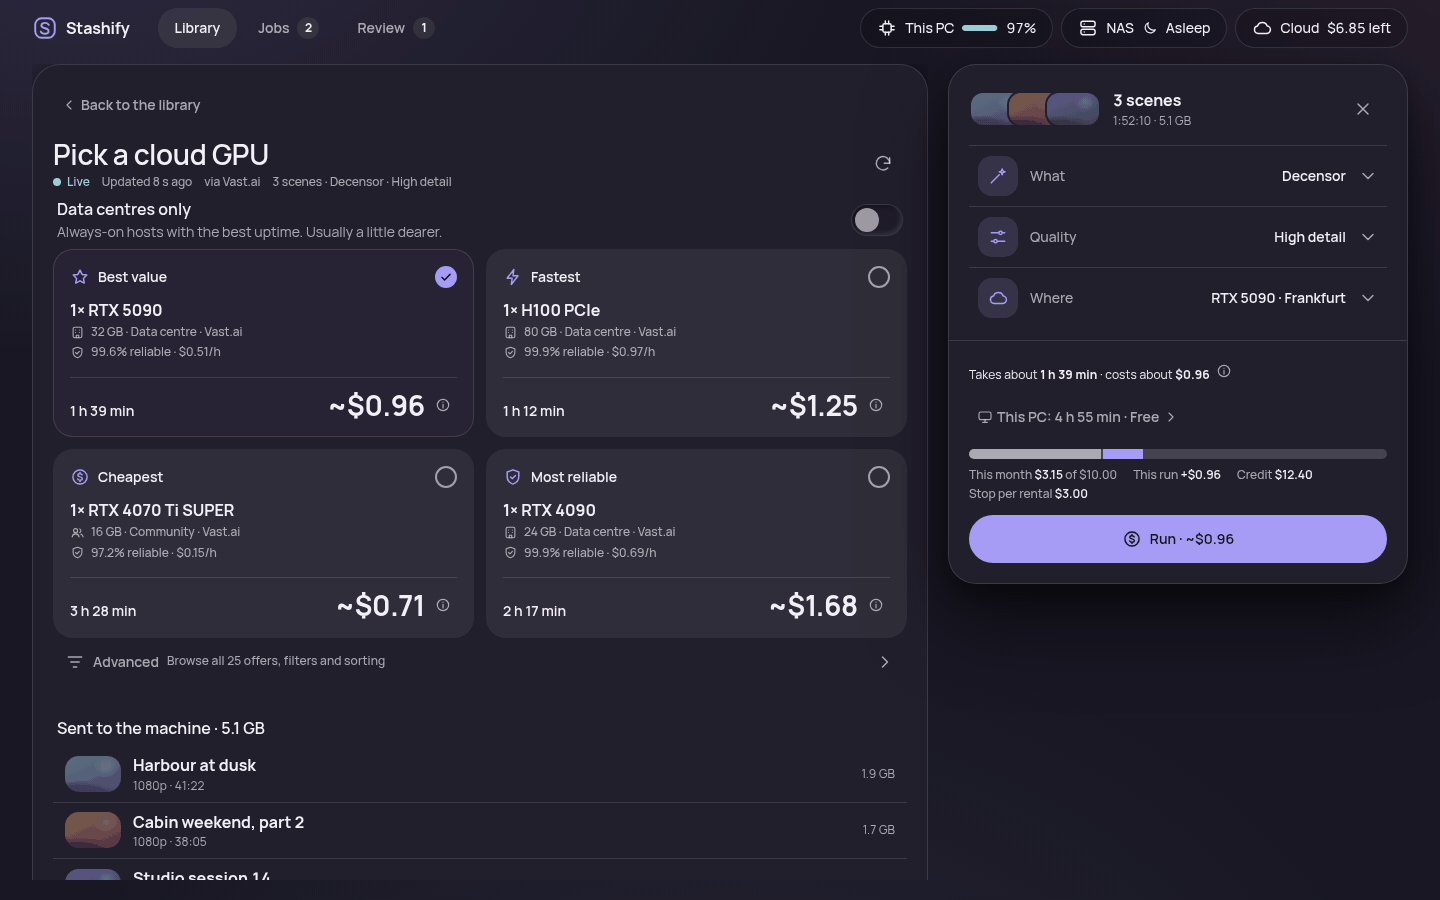 Stashify
Library
Jobs 2
Review 1
This PC 97%
NAS Asleep
Cloud $6.85 left
Back to the library
Pick a cloud GPU
Live Updated 8 s ago via Vast.ai 3 scenes · Decensor · High detail
Data centres only
Always-on hosts with the best uptime. Usually a little dearer.
Best value
1× RTX 5090
32 GB · Data centre · Vast.ai
99.6% reliable · $0.51/h
1 h 39 min ~$0.96
Fastest
1× H100 PCIe
80 GB · Data centre · Vast.ai
99.9% reliable · $0.97/h
1 h 12 min ~$1.25
Cheapest
1× RTX 4070 Ti SUPER
16 GB · Community · Vast.ai
97.2% reliable · $0.15/h
3 h 28 min ~$0.71
Most reliable
1× RTX 4090
24 GB · Data centre · Vast.ai
99.9% reliable · $0.69/h
2 h 17 min ~$1.68
Advanced Browse all 25 offers, filters and sorting
Sent to the machine · 5.1 GB
Harbour at dusk
1080p · 41:22
1.9 GB
Cabin weekend, part 2
1080p · 38:05
1.7 GB
Studio session 14
3 scenes
1:52:10 · 5.1 GB
What Decensor
Quality High detail
Where RTX 5090 · Frankfurt
Takes about 1 h 39 min · costs about $0.96
This PC: 4 h 55 min · Free
This month $3.15 of $10.00 This run +$0.96 Credit $12.40
Stop per rental $3.00
Run · ~$0.96